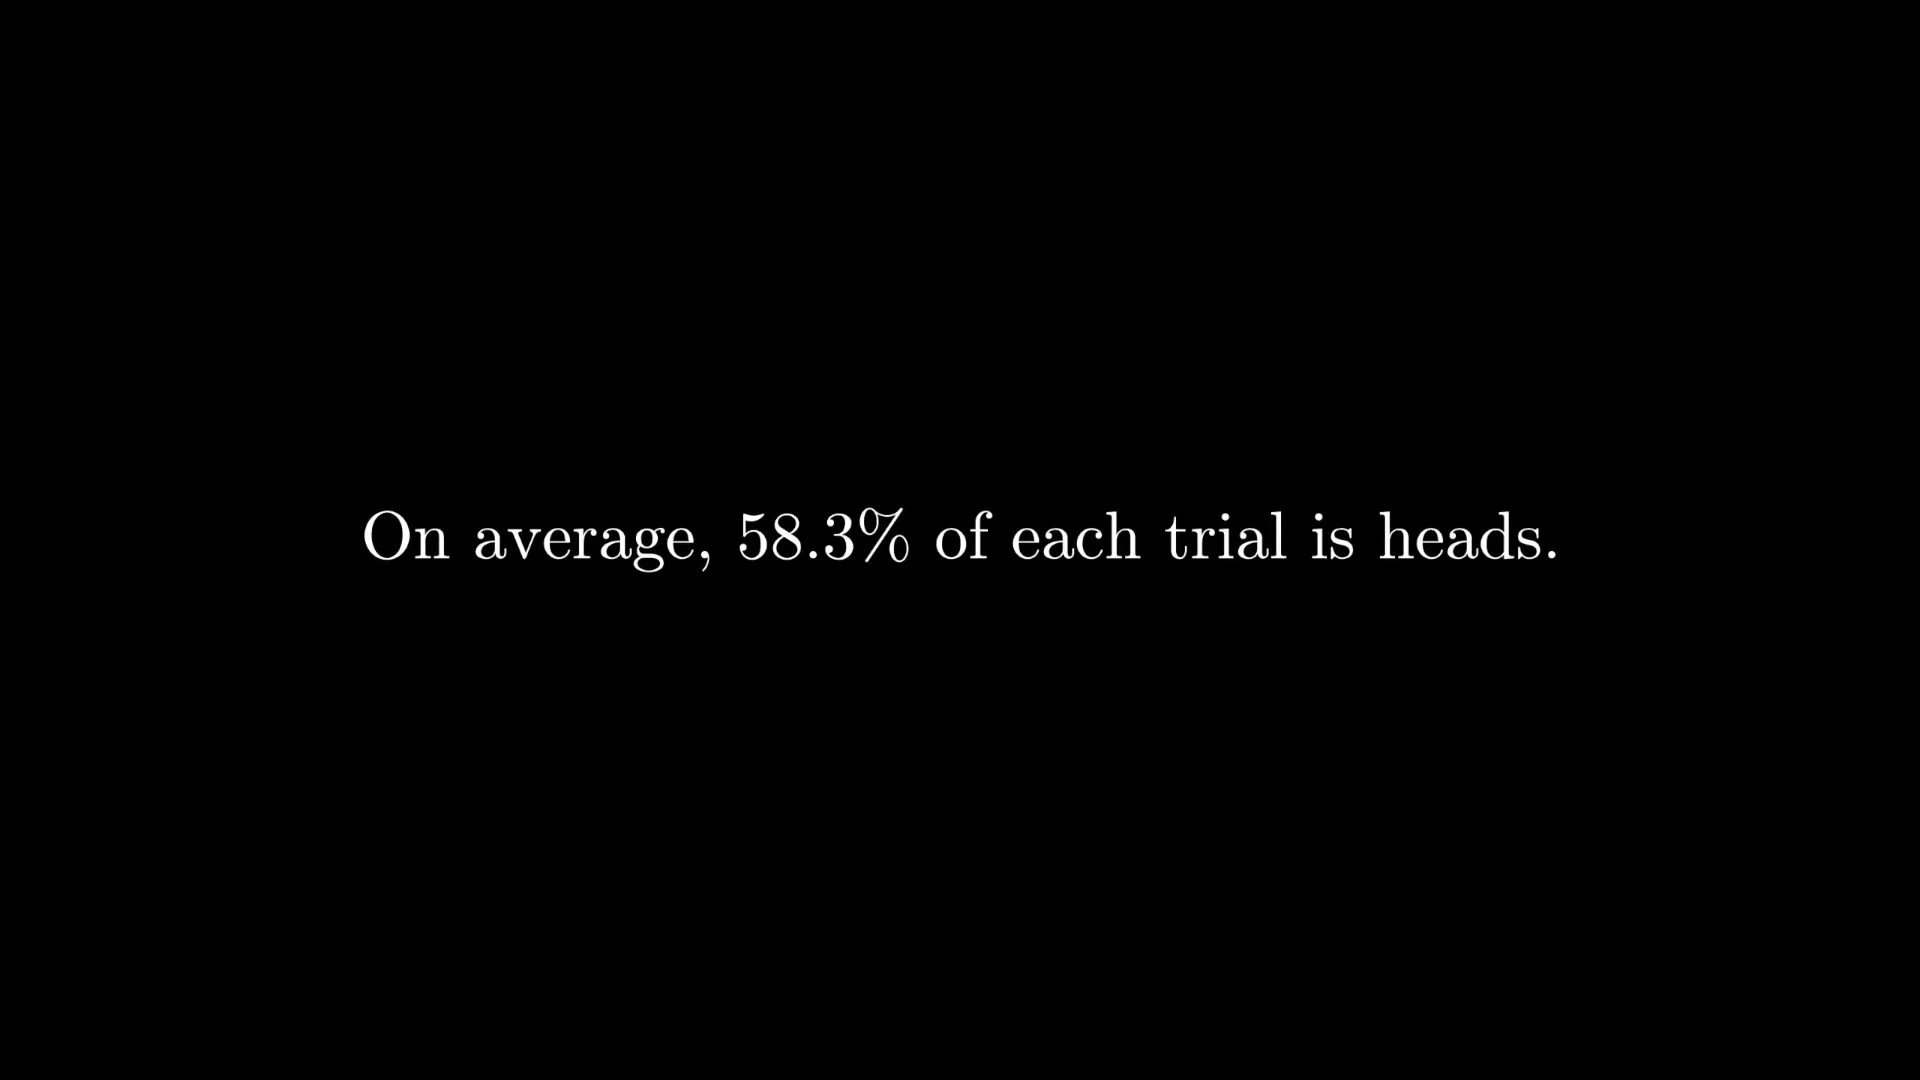 On average, 58.3% of each trial is heads.